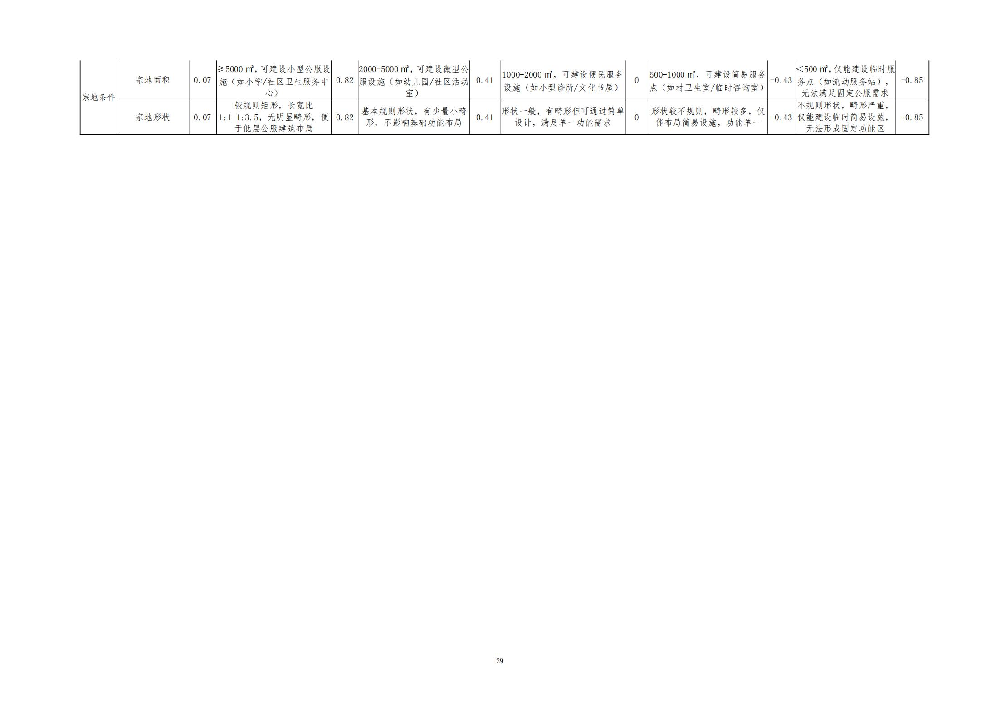 宗地条件
宗地面积
0.07
≥5000 ㎡，可建设小型公服设
施（如小学/社区卫生服务中
心）
0.82
2000-5000 ㎡，可建设微型公
服设施（如幼儿园/社区活动
室）
0.41
1000-2000 ㎡，可建设便民服务
设施（如小型诊所/文化书屋）
0
500-1000 ㎡，可建设简易服务
点（如村卫生室/临时咨询室）
-0.43
＜500 ㎡，仅能建设临时服
务点（如流动服务站），
无法满足固定公服需求
-0.85
宗地形状
0.07
较规则矩形，长宽比
1:1-1:3.5，无明显畸形，便
于低层公服建筑布局
0.82
基本规则形状，有少量小畸
形，不影响基础功能布局
0.41
形状一般，有畸形但可通过简单
设计，满足单一功能需求
0
形状较不规则，畸形较多，仅
能布局简易设施，功能单一
-0.43
不规则形状，畸形严重，
仅能建设临时简易设施，
无法形成固定功能区
-0.85
29